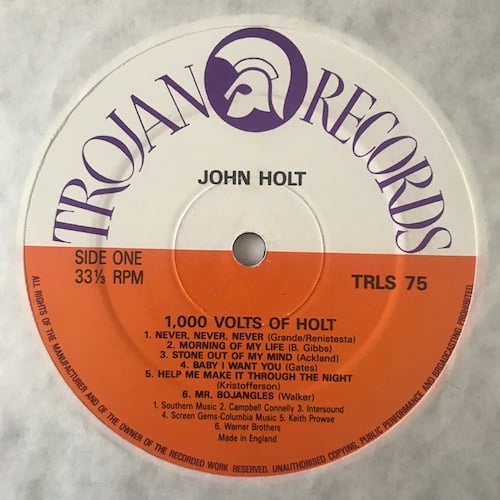 TROJAN RECORDS
JOHN HOLT
SIDE ONE
33⅓ RPM
TRLS 75
1,000 VOLTS OF HOLT
1. NEVER, NEVER, NEVER (Grande/Renistesta)
2. MORNING OF MY LIFE (B. Gibbs)
3. STONE OUT OF MY MIND (Ackland)
4. BABY I WANT YOU (Gates)
5. HELP ME MAKE IT THROUGH THE NIGHT
(Kristofferson)
6. MR. BOJANGLES (Walker)
1. Southern Music 2. Campbell Connelly 3. Intersound
4. Screen Gems-Columbia Music 5. Keith Prowse
6. Warner Brothers
Made in England
ALL RIGHTS OF THE MANUFACTURER AND OF THE OWNER OF THE RECORDED WORK RESERVED. UNAUTHORISED COPYING, PUBLIC PERFORMANCE AND BROADCASTING PROHIBITED.